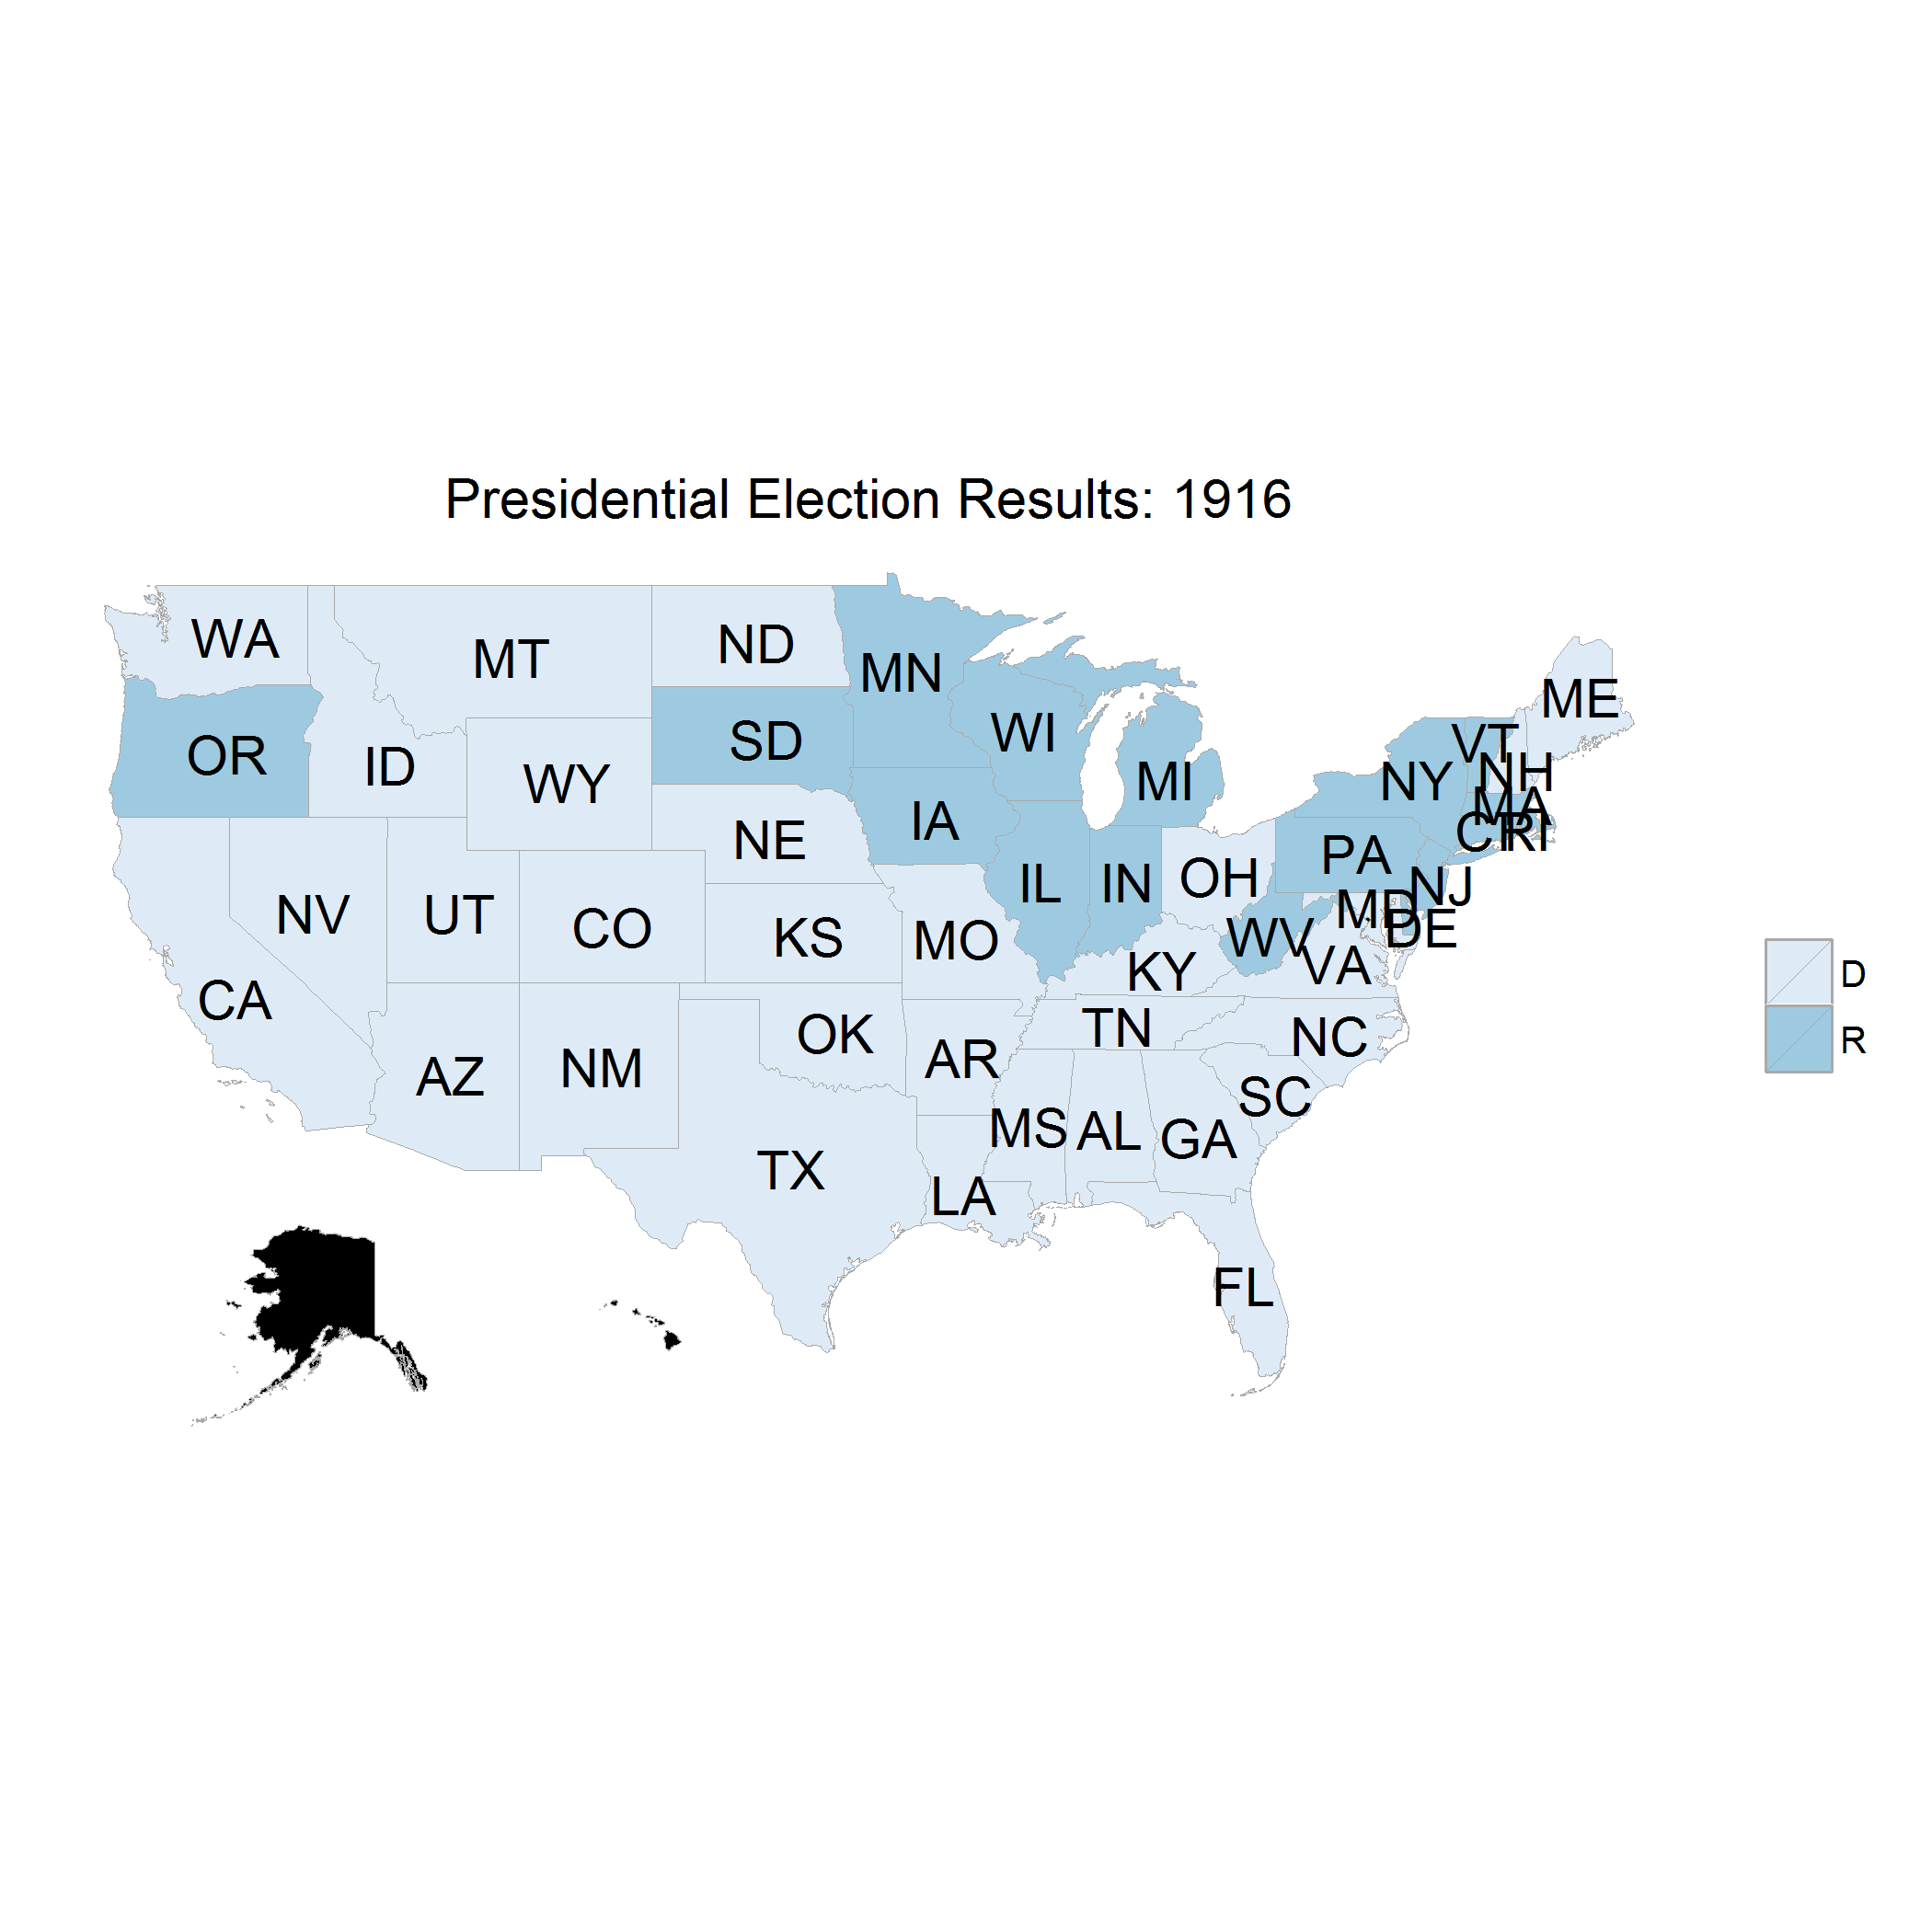 Presidential Election Results: 1916
WA
MT
ND
MN
ME
OR
ID
SD
WI
VT
NH
WY
NY
MI
MA
IA
NE
CT
RI
PA
OH
IL
IN
NJ
NV
UT
CO
KS
MO
MD
DE
WV
VA
KY
D
CA
OK
TN
NC
R
AZ
NM
AR
SC
MS
AL
GA
TX
LA
FL